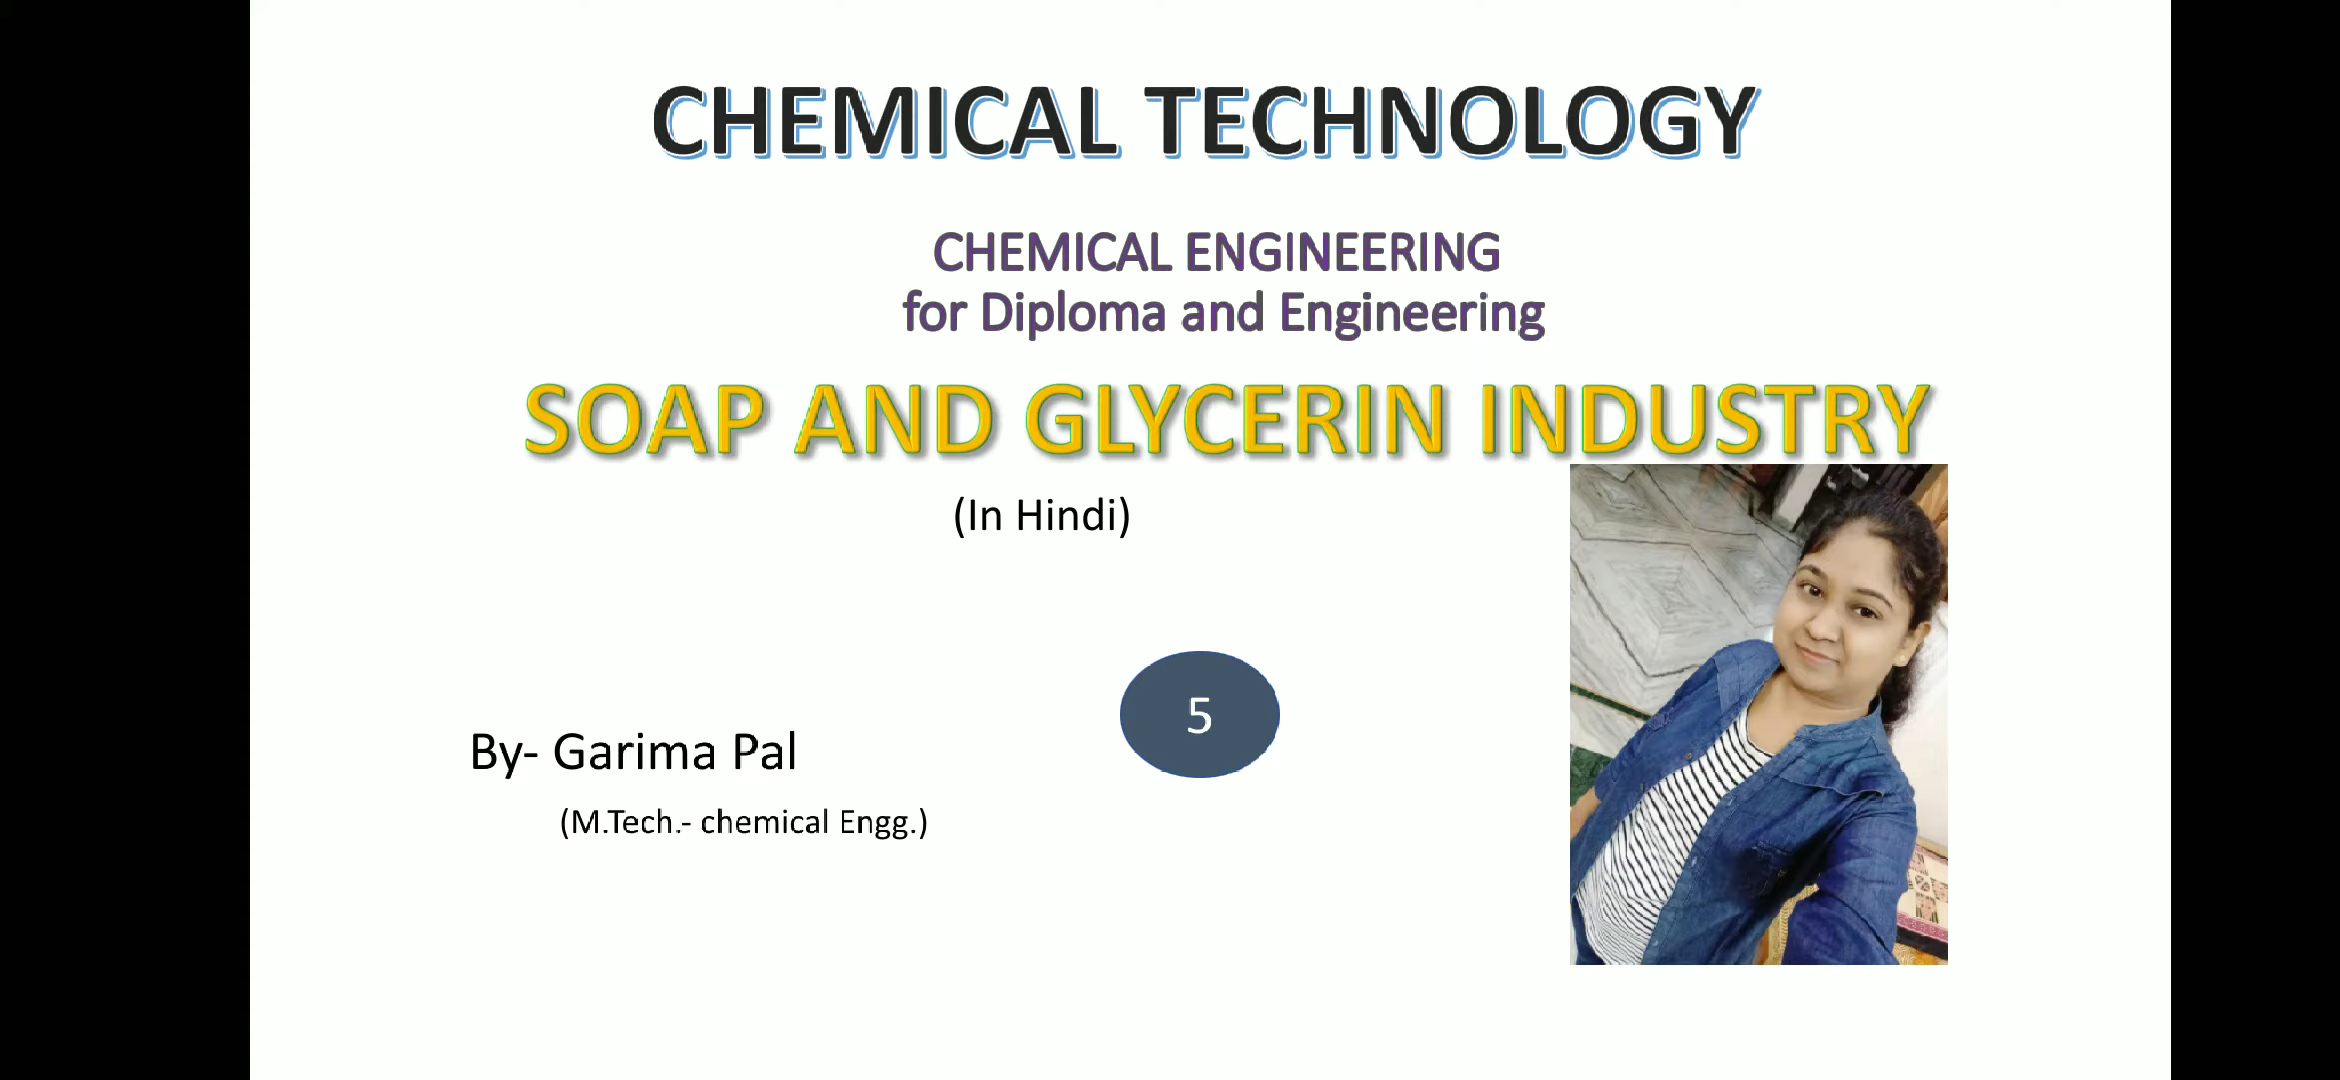 CHEMICAL TECHNOLOGY
CHEMICAL ENGINEERING
for Diploma and Engineering
SOAP AND GLYCERIN INDUSTRY
(In Hindi)
5
By- Garima Pal
(M.Tech.- chemical Engg.)